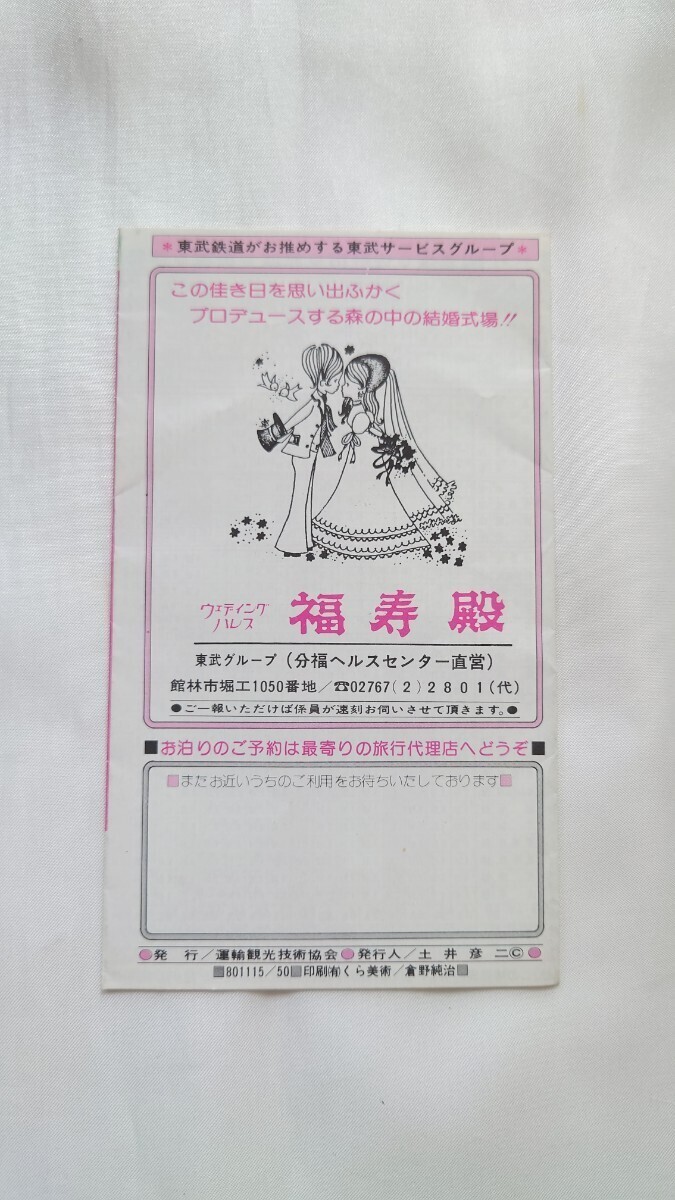 ＊東武鉄道がお推めする東武サービスグループ＊
この佳き日を思い出ふかく
プロデュースする森の中の結婚式場!!
ウェディング
パレス
福寿殿
東武グループ（分福ヘルスセンター直営）
館林市堀工1050番地／☎02767(2)2801(代)
●ご一報いただけば係員が速刻お伺いさせて頂きます。●
■お泊りのご予約は最寄りの旅行代理店へどうぞ■
■またお近いうちのご利用をお待ちいたしております■
●発 行／運輸観光技術協会●発行人／土井彦二©●
■801115／50■印刷㈲くら美術／倉野純治■